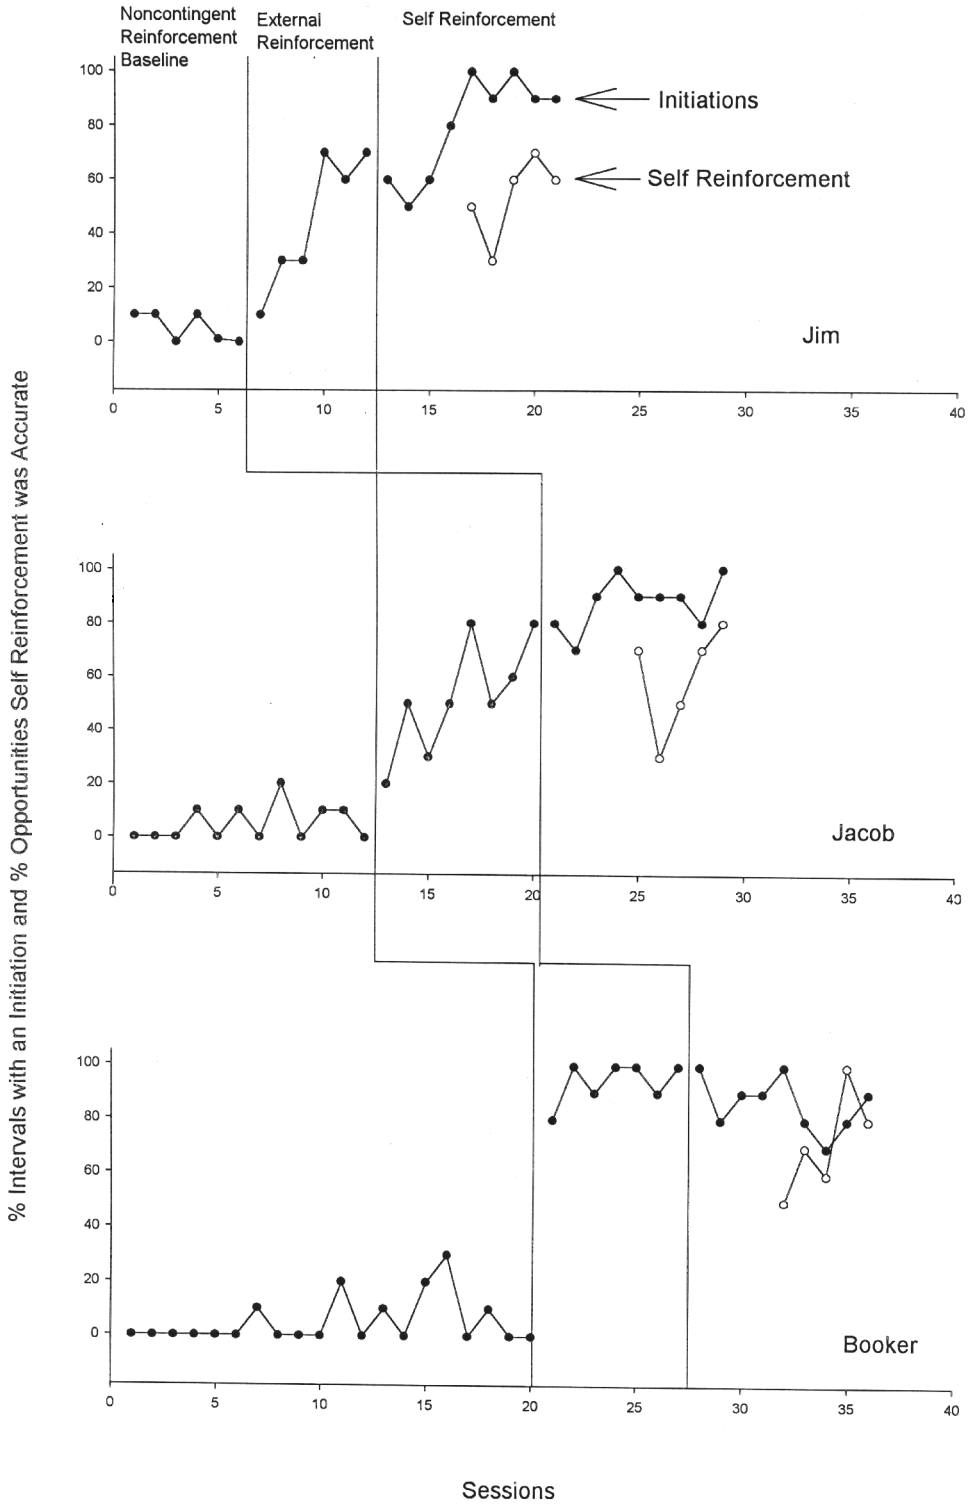 Noncontingent
Reinforcement
Baseline
External
Reinforcement
Self Reinforcement
100
80
60
40
20
0
Initiations
Self Reinforcement
Jim
0 5 10 15 20 25 30 35 40
% Intervals with an Initiation and % Opportunities Self Reinforcement was Accurate
100
80
60
40
20
0
Jacob
0 5 10 15 20 25 30 35 40
100
80
60
40
20
0
Booker
0 5 10 15 20 25 30 35 40
Sessions